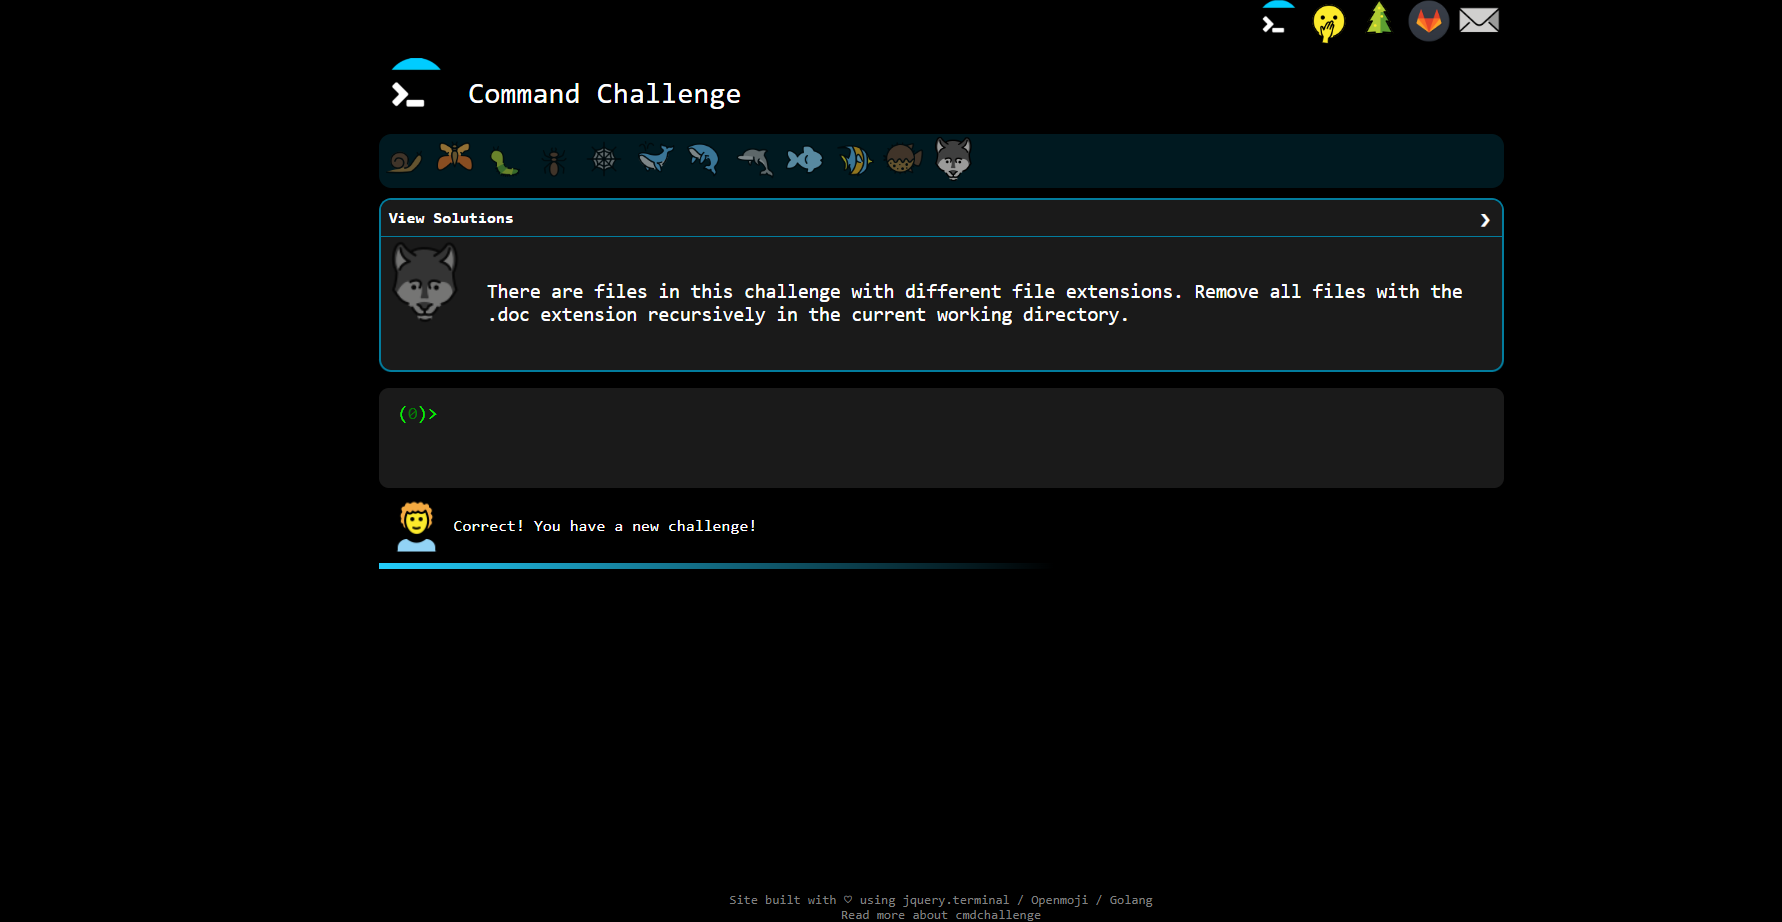 Command Challenge
View Solutions ❯
There are files in this challenge with different file extensions. Remove all files with the
.doc extension recursively in the current working directory.
(0)>
Correct! You have a new challenge!
Site built with ♡ using jquery.terminal / Openmoji / Golang
Read more about cmdchallenge